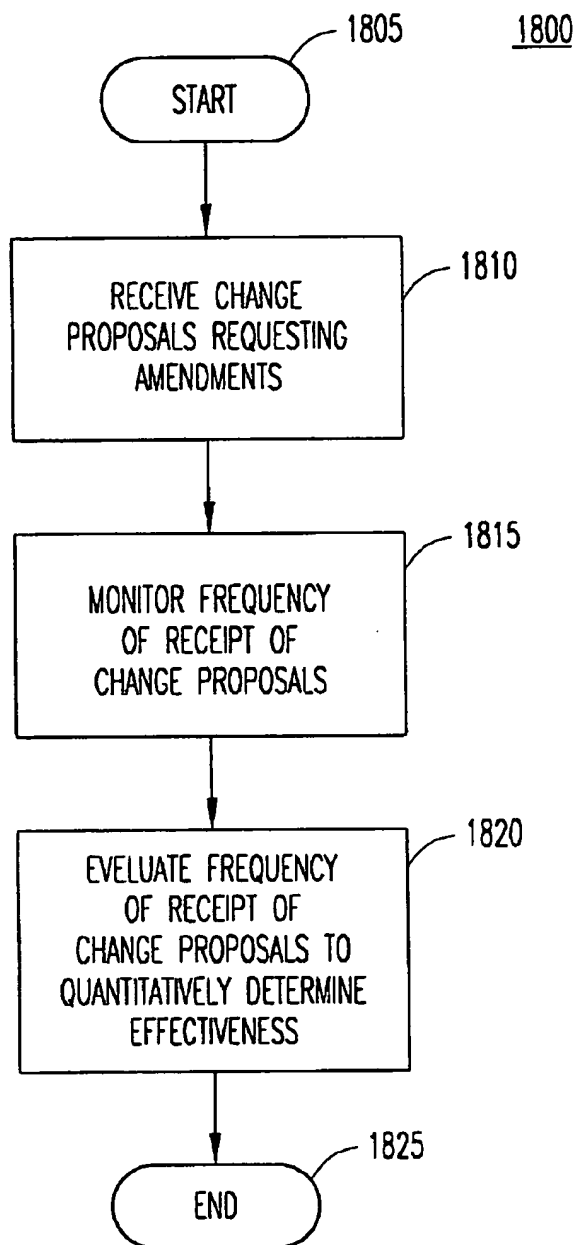 1805
1800
START
1810
RECEIVE CHANGE
PROPOSALS REQUESTING
AMENDMENTS
1815
MONITOR FREQUENCY
OF RECEIPT OF
CHANGE PROPOSALS
1820
EVELUATE FREQUENCY
OF RECEIPT OF
CHANGE PROPOSALS TO
QUANTITATIVELY DETERMINE
EFFECTIVENESS
1825
END